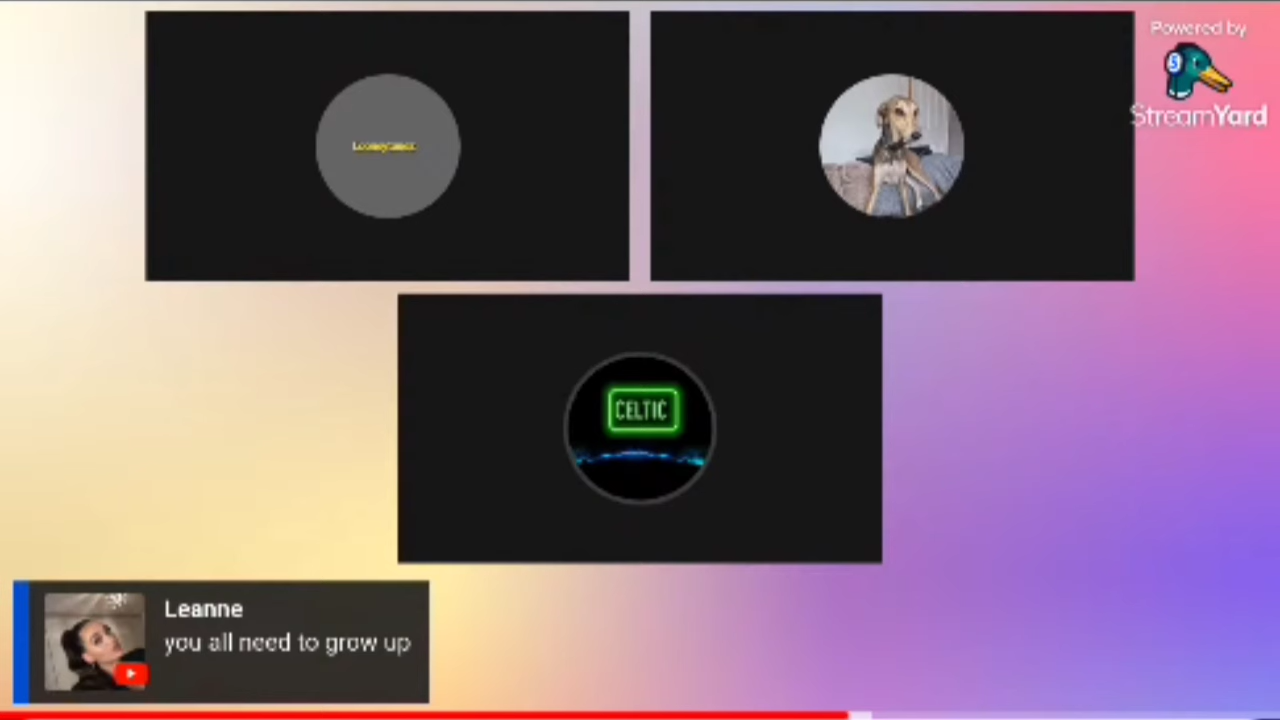 Powered by
S
StreamYard
CELTIC
Leanne
you all need to grow up